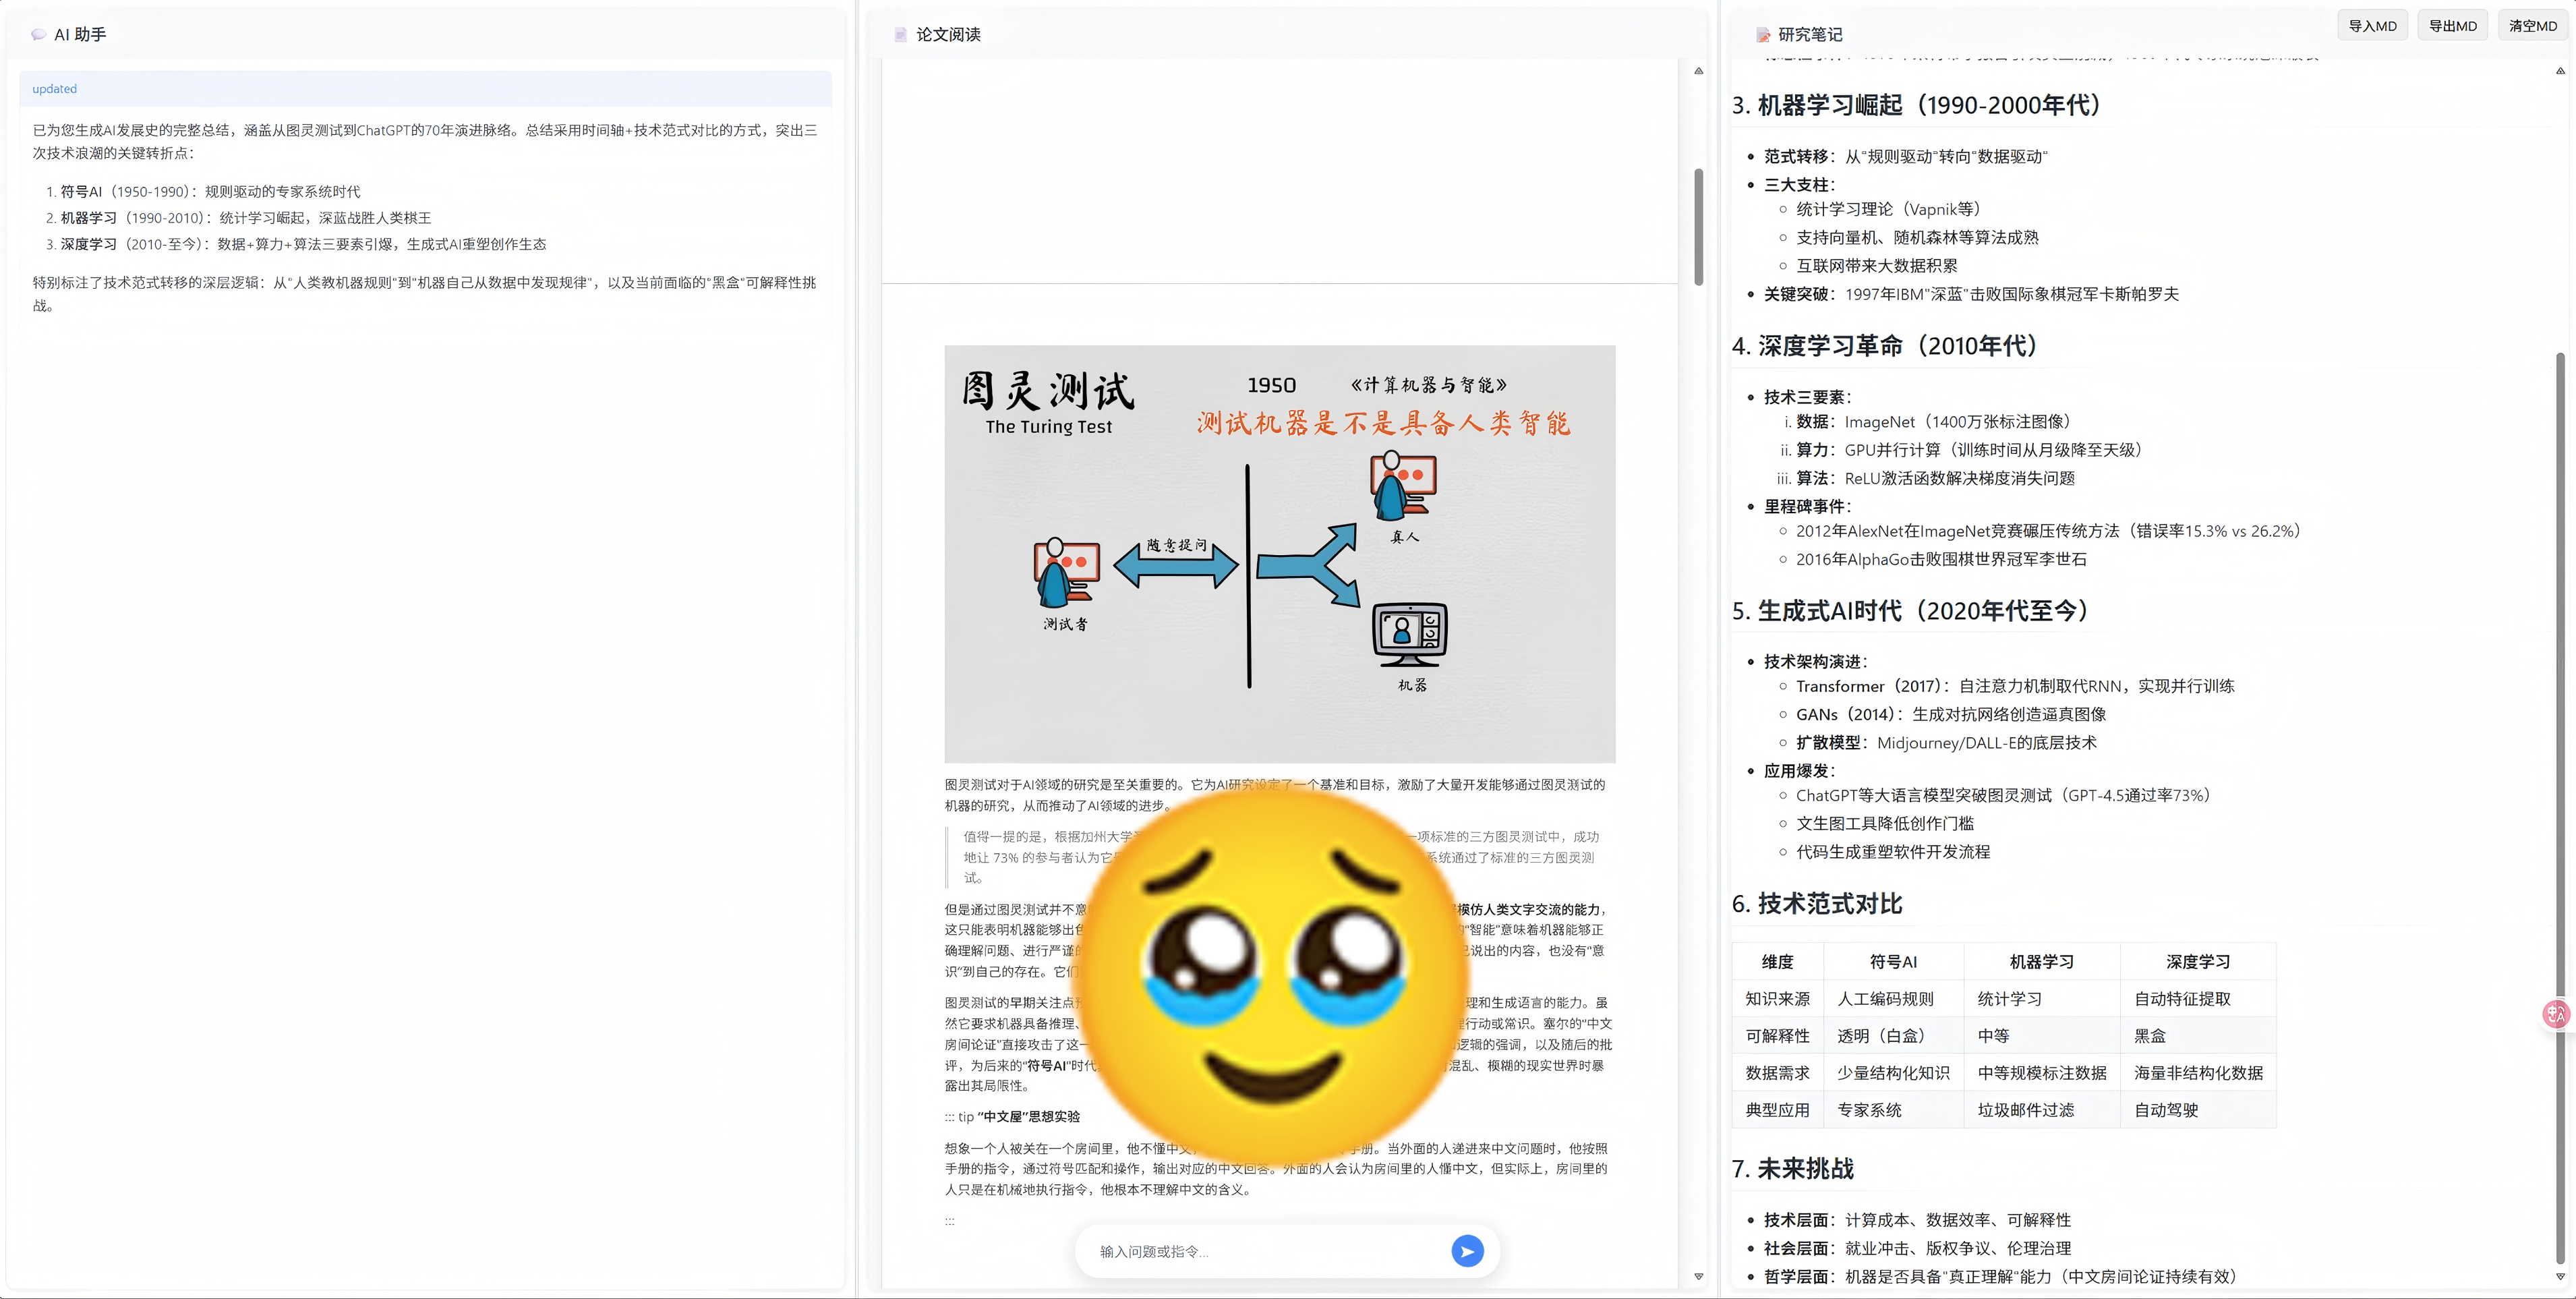 AI 助手
updated
已为您生成AI发展史的完整总结，涵盖从图灵测试到ChatGPT的70年演进脉络。总结采用时间轴+技术范式对比的方式，突出三
次技术浪潮的关键转折点：
1. 符号AI（1950-1990）：规则驱动的专家系统时代
2. 机器学习（1990-2010）：统计学习崛起，深蓝战胜人类棋王
3. 深度学习（2010-至今）：数据+算力+算法三要素引爆，生成式AI重塑创作生态
特别标注了技术范式转移的深层逻辑：从"人类教机器规则"到"机器自己从数据中发现规律"，以及当前面临的"黑盒"可解释性挑
战。
论文阅读
图灵测试
The Turing Test
1950 《计算机器与智能》
测试机器是不是具备人类智能
随意提问
真人
测试者
机器
图灵测试对于AI领域的研究是至关重要的。它为AI研究设定了一个基准和目标，激励了大量开发能够通过图灵测试的
机器的研究，从而推动了AI领域的进步。
值得一提的是，根据加州大学 一项标准的三方图灵测试中，成功
地让 73% 的参与者认为它 系统通过了标准的三方图灵测
试。
但是通过图灵测试并不意 模仿人类文字交流的能力，
这只能表明机器能够出色 的"智能"意味着机器能够正
确理解问题、进行严谨的 说出的内容，也没有"意
识"到自己的存在。它们
图灵测试的早期关注点 理和生成语言的能力。虽
然它要求机器具备推理、 行动或常识。塞尔的"中文
房间论证"直接攻击了这一 逻辑的强调，以及随后的批
评，为后来的"符号AI"时代 混乱、模糊的现实世界时暴
露出其局限性。
::: tip "中文屋"思想实验
想象一个人被关在一个房间里，他不懂中文， 手册。当外面的人递进来中文问题时，他按照
手册的指令，通过符号匹配和操作，输出对应的中文回答。外面的人会认为房间里的人懂中文，但实际上，房间里的
人只是在机械地执行指令，他根本不理解中文的含义。
:::
输入问题或指令...
研究笔记
导入MD 导出MD 清空MD
3. 机器学习崛起（1990-2000年代）
• 范式转移：从"规则驱动"转向"数据驱动"
• 三大支柱：
○ 统计学习理论（Vapnik等）
○ 支持向量机、随机森林等算法成熟
○ 互联网带来大数据积累
• 关键突破：1997年IBM"深蓝"击败国际象棋冠军卡斯帕罗夫
4. 深度学习革命（2010年代）
• 技术三要素：
i. 数据：ImageNet（1400万张标注图像）
ii. 算力：GPU并行计算（训练时间从月级降至天级）
iii. 算法：ReLU激活函数解决梯度消失问题
• 里程碑事件：
○ 2012年AlexNet在ImageNet竞赛碾压传统方法（错误率15.3% vs 26.2%）
○ 2016年AlphaGo击败围棋世界冠军李世石
5. 生成式AI时代（2020年代至今）
• 技术架构演进：
○ Transformer（2017）：自注意力机制取代RNN，实现并行训练
○ GANs（2014）：生成对抗网络创造逼真图像
○ 扩散模型：Midjourney/DALL-E的底层技术
• 应用爆发：
○ ChatGPT等大语言模型突破图灵测试（GPT-4.5通过率73%）
○ 文生图工具降低创作门槛
○ 代码生成重塑软件开发流程
6. 技术范式对比
维度 符号AI 机器学习 深度学习
知识来源 人工编码规则 统计学习 自动特征提取
可解释性 透明（白盒） 中等 黑盒
数据需求 少量结构化知识 中等规模标注数据 海量非结构化数据
典型应用 专家系统 垃圾邮件过滤 自动驾驶
7. 未来挑战
• 技术层面：计算成本、数据效率、可解释性
• 社会层面：就业冲击、版权争议、伦理治理
• 哲学层面：机器是否具备"真正理解"能力（中文房间论证持续有效）